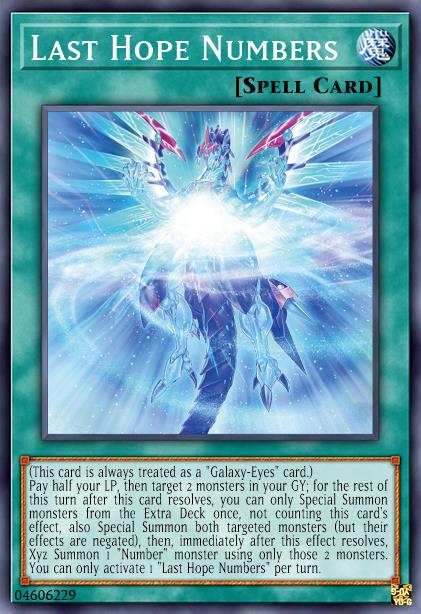 LAST HOPE NUMBERS
魔
[SPELL CARD]
(This card is always treated as a "Galaxy-Eyes" card.)
Pay half your LP, then target 2 monsters in your GY; for the rest of
this turn after this card resolves, you can only Special Summon
monsters from the Extra Deck once, not counting this card's
effect, also Special Summon both targeted monsters (but their
effects are negated), then, immediately after this effect resolves,
Xyz Summon 1 "Number" monster using only those 2 monsters.
You can only activate 1 "Last Hope Numbers" per turn.
04606229